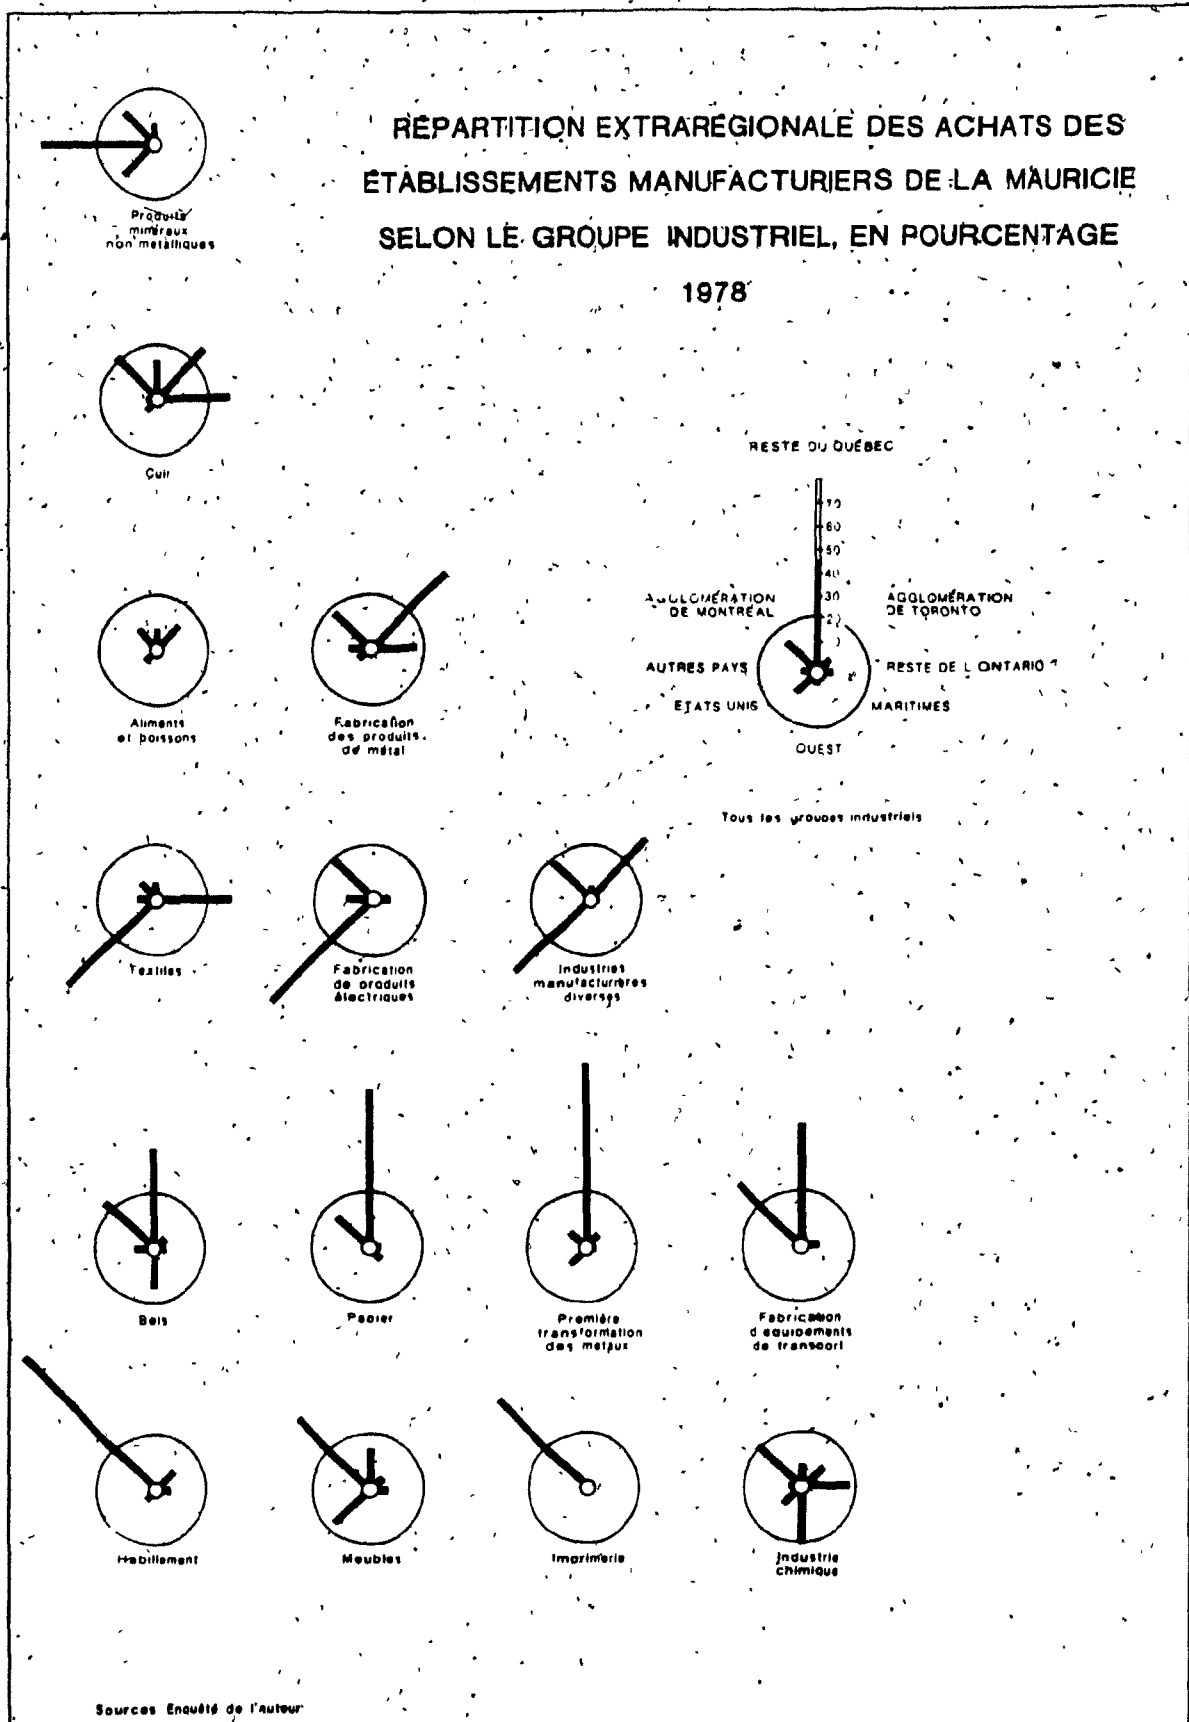 RÉPARTITION EXTRARÉGIONALE DES ACHATS DES
ÉTABLISSEMENTS MANUFACTURIERS DE LA MAURICIE
SELON LE GROUPE INDUSTRIEL, EN POURCENTAGE
1978
Produits
minéraux
non métalliques
Cuir
RESTE DU QUÉBEC
70
60
50
40
30
20
AGGLOMÉRATION
DE MONTRÉAL
AGGLOMÉRATION
DE TORONTO
AUTRES PAYS
RESTE DE L ONTARIO
ETATS UNIS
MARITIMES
OUEST
Tous les groupes industriels
Aliments
et boissons
Fabrication
des produits
de métal
Textiles
Fabrication
de produits
électriques
Industries
manufacturières
diverses
Bois
Papier
Première
transformation
des métaux
Fabrication
d équipements
de transport
Habillement
Meubles
Imprimerie
Industrie
chimique
Sources Enquêté de l'auteur